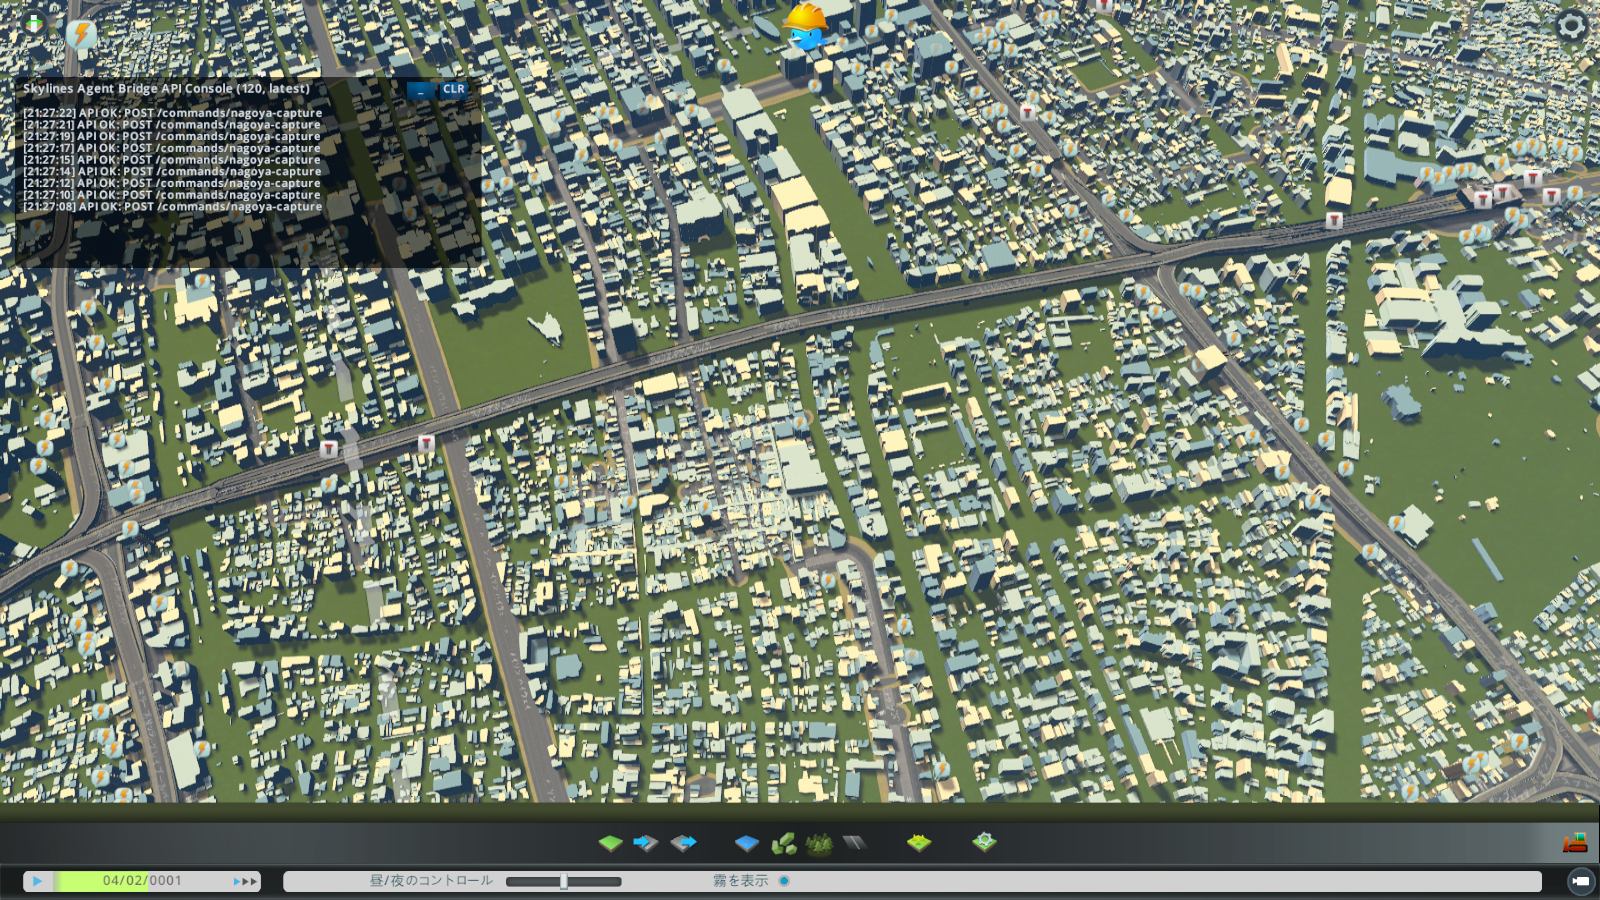 Skylines Agent Bridge API Console (120, latest)
_
CLR
[21:27:22] API OK: POST /commands/nagoya-capture
[21:27:21] API OK: POST /commands/nagoya-capture
[21:27:19] API OK: POST /commands/nagoya-capture
[21:27:17] API OK: POST /commands/nagoya-capture
[21:27:15] API OK: POST /commands/nagoya-capture
[21:27:14] API OK: POST /commands/nagoya-capture
[21:27:12] API OK: POST /commands/nagoya-capture
[21:27:10] API OK: POST /commands/nagoya-capture
[21:27:08] API OK: POST /commands/nagoya-capture
04/02/0001
昼/夜のコントロール
霧を表示